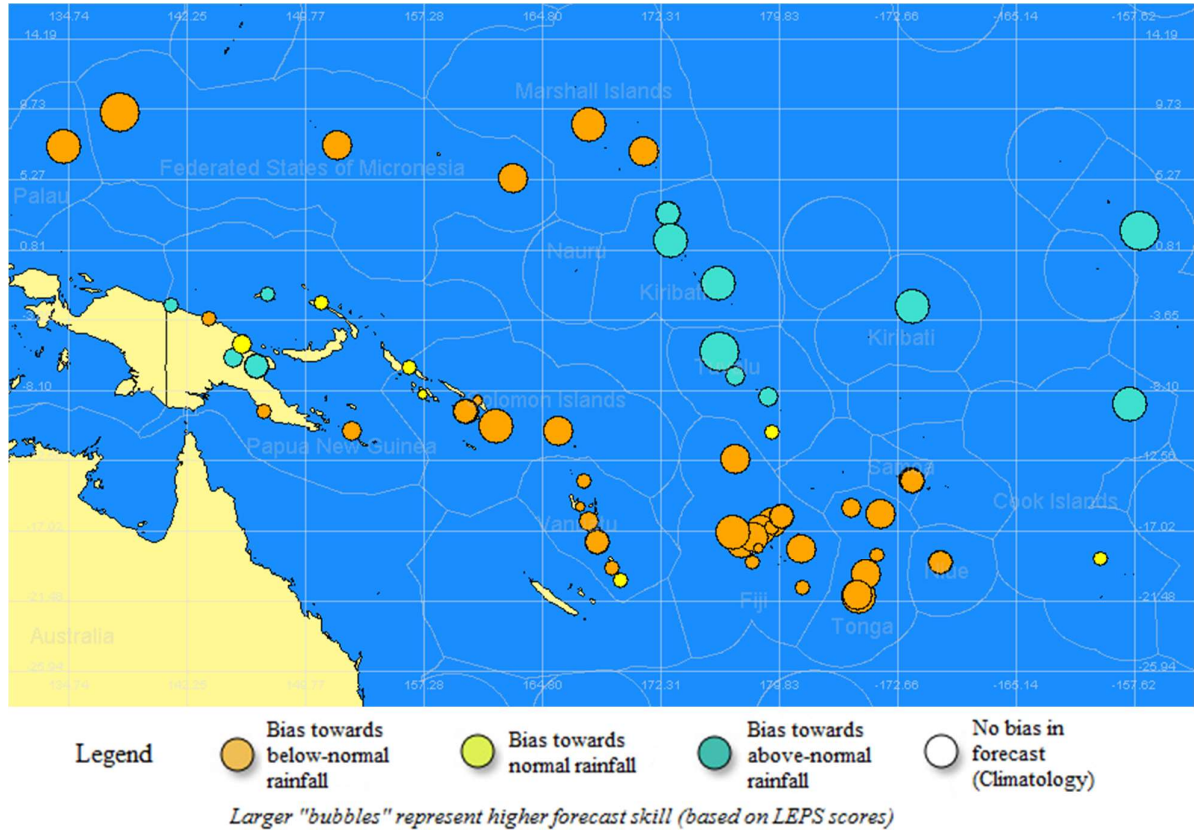 134.74 142.25 149.77 157.28 164.80 172.31 179.83 -172.66 -165.14 -157.62
14.19 14.19
Marshall Islands
9.73 9.73
Federated States of Micronesia
5.27 5.27
Palau
0.81 Nauru 0.81
Kiribati
-3.65
Kiribati
-8.10
Solomon Islands
Papua New Guinea
-12.56
Samoa
Cook Islands
Vanuatu
-17.02
Niue
-21.48 Fiji -21.48
Tonga
Australia
-25.94
134.74 142.25 149.77 157.28 164.80 172.31 179.83 -172.66 -165.14 -157.62
Legend
Bias towards
below-normal
rainfall
Bias towards
normal rainfall
Bias towards
above-normal
rainfall
No bias in
forecast
(Climatology)
Larger "bubbles" represent higher forecast skill (based on LEPS scores)